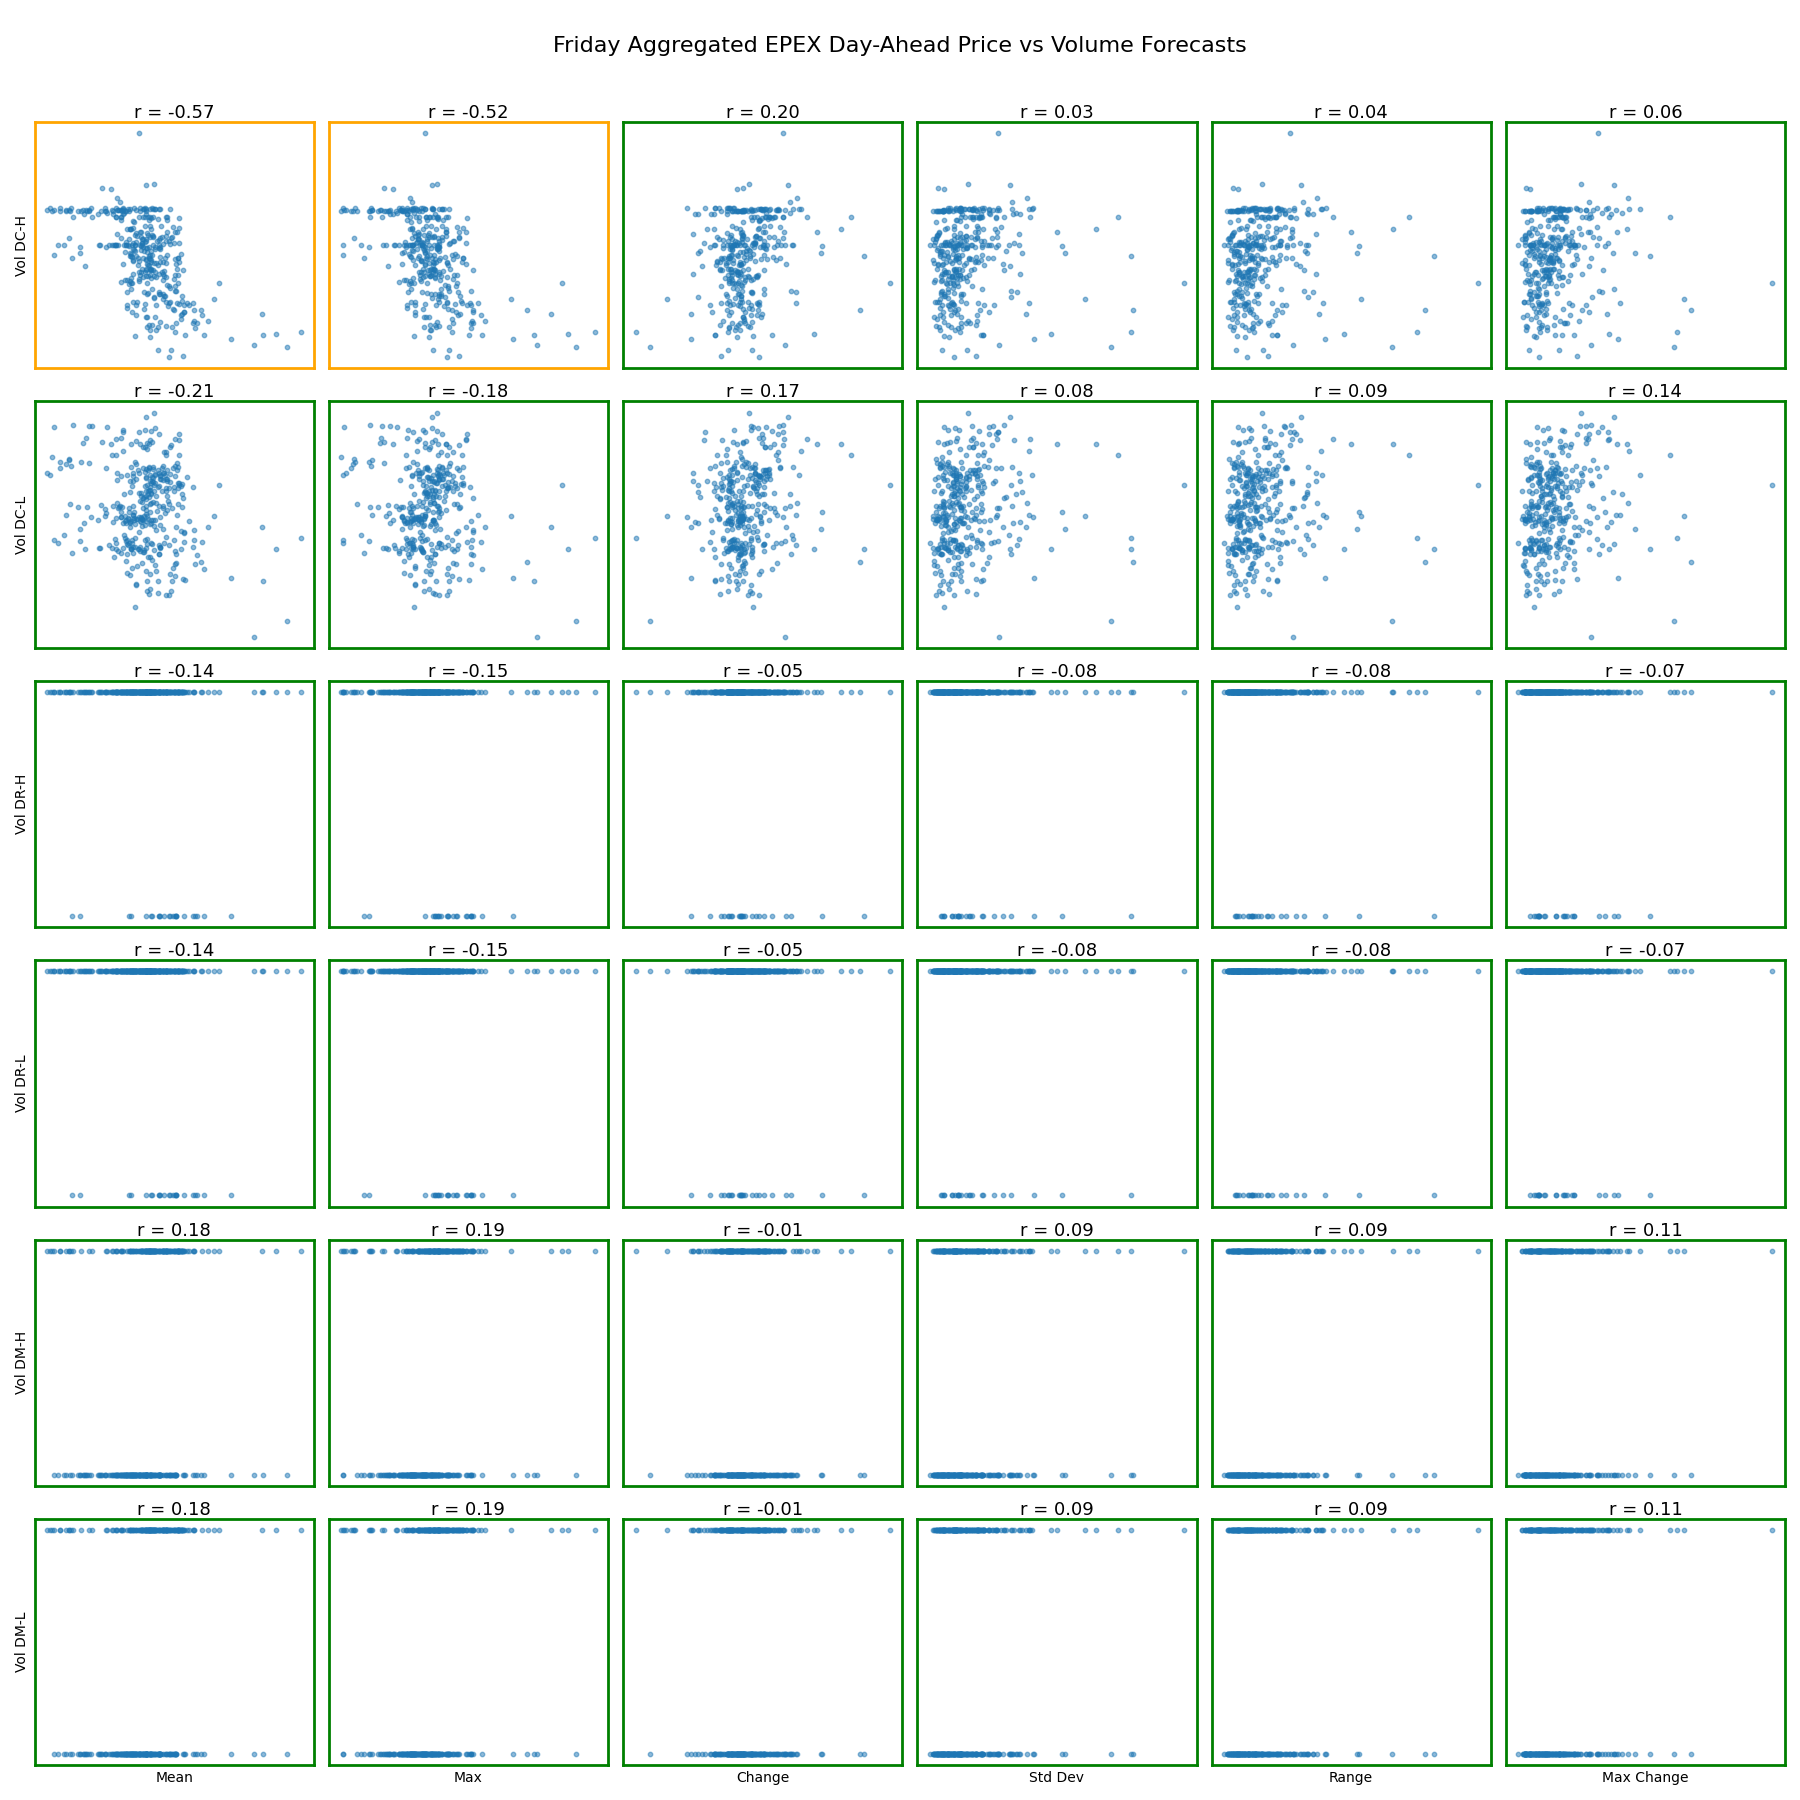 Friday Aggregated EPEX Day-Ahead Price vs Volume Forecasts
r = -0.57
r = -0.52
r = 0.20
r = 0.03
r = 0.04
r = 0.06
Vol DC-H
r = -0.21
r = -0.18
r = 0.17
r = 0.08
r = 0.09
r = 0.14
Vol DC-L
r = -0.14
r = -0.15
r = -0.05
r = -0.08
r = -0.08
r = -0.07
Vol DR-H
r = -0.14
r = -0.15
r = -0.05
r = -0.08
r = -0.08
r = -0.07
Vol DR-L
r = 0.18
r = 0.19
r = -0.01
r = 0.09
r = 0.09
r = 0.11
Vol DM-H
r = 0.18
r = 0.19
r = -0.01
r = 0.09
r = 0.09
r = 0.11
Vol DM-L
Mean
Max
Change
Std Dev
Range
Max Change